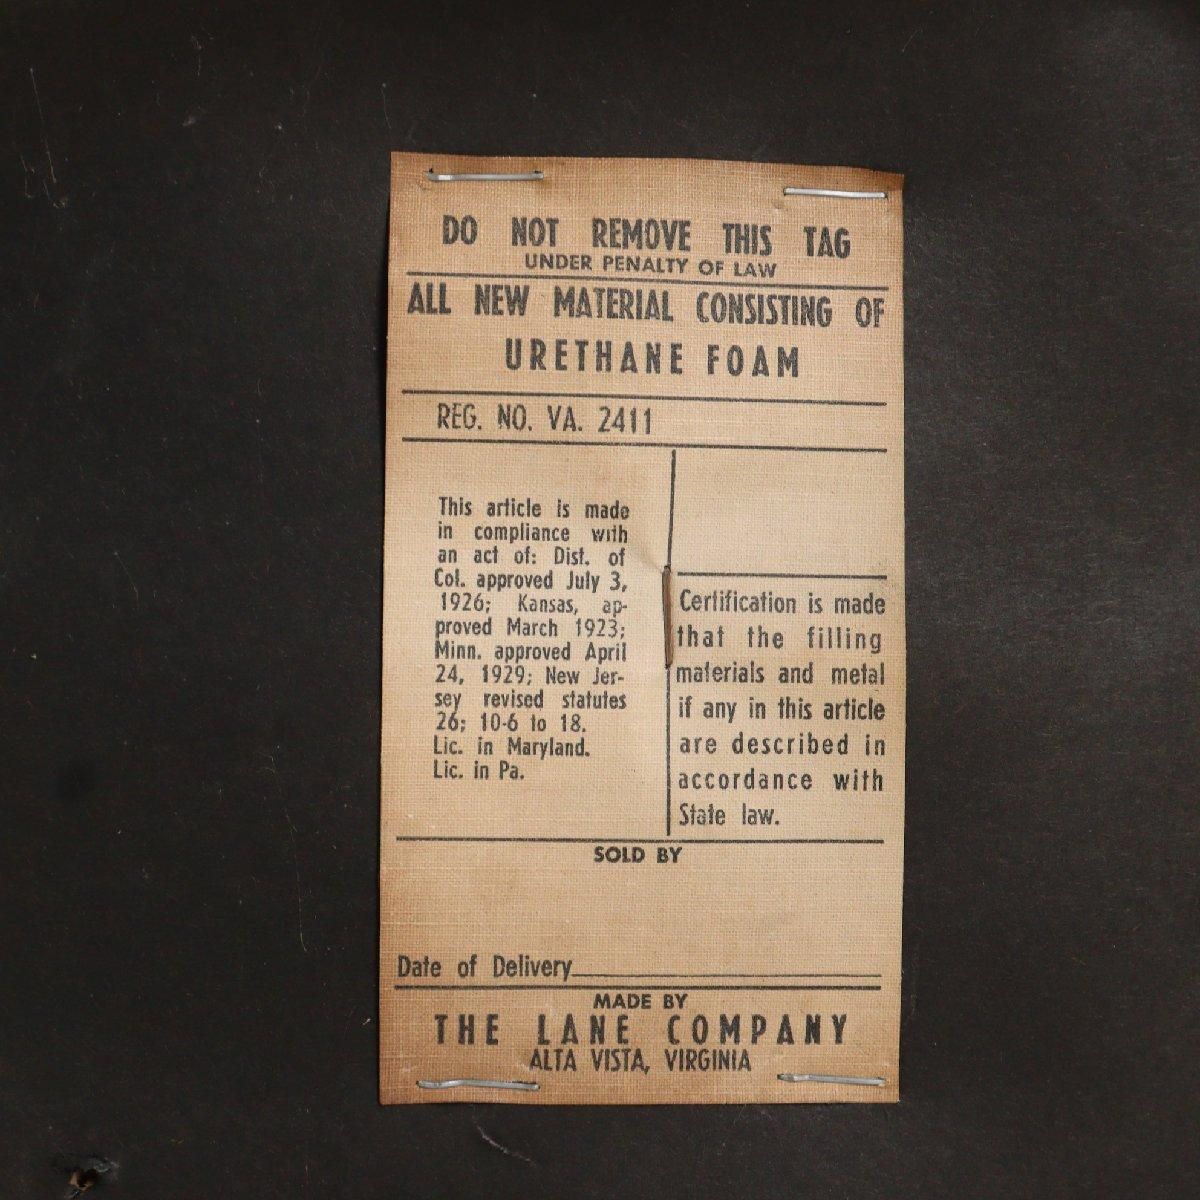 DO NOT REMOVE THIS TAG
UNDER PENALTY OF LAW
ALL NEW MATERIAL CONSISTING OF
URETHANE FOAM
REG. NO. VA. 2411
This article is made
in compliance with
an act of: Dist. of
Col. approved July 3,
1926; Kansas, ap-
proved March 1923;
Minn. approved April
24, 1929; New Jer-
sey revised statutes
26; 10-6 to 18.
Lic. in Maryland.
Lic. in Pa.
Certification is made
that the filling
materials and metal
if any in this article
are described in
accordance with
State law.
SOLD BY
Date of Delivery
MADE BY
THE LANE COMPANY
ALTA VISTA, VIRGINIA